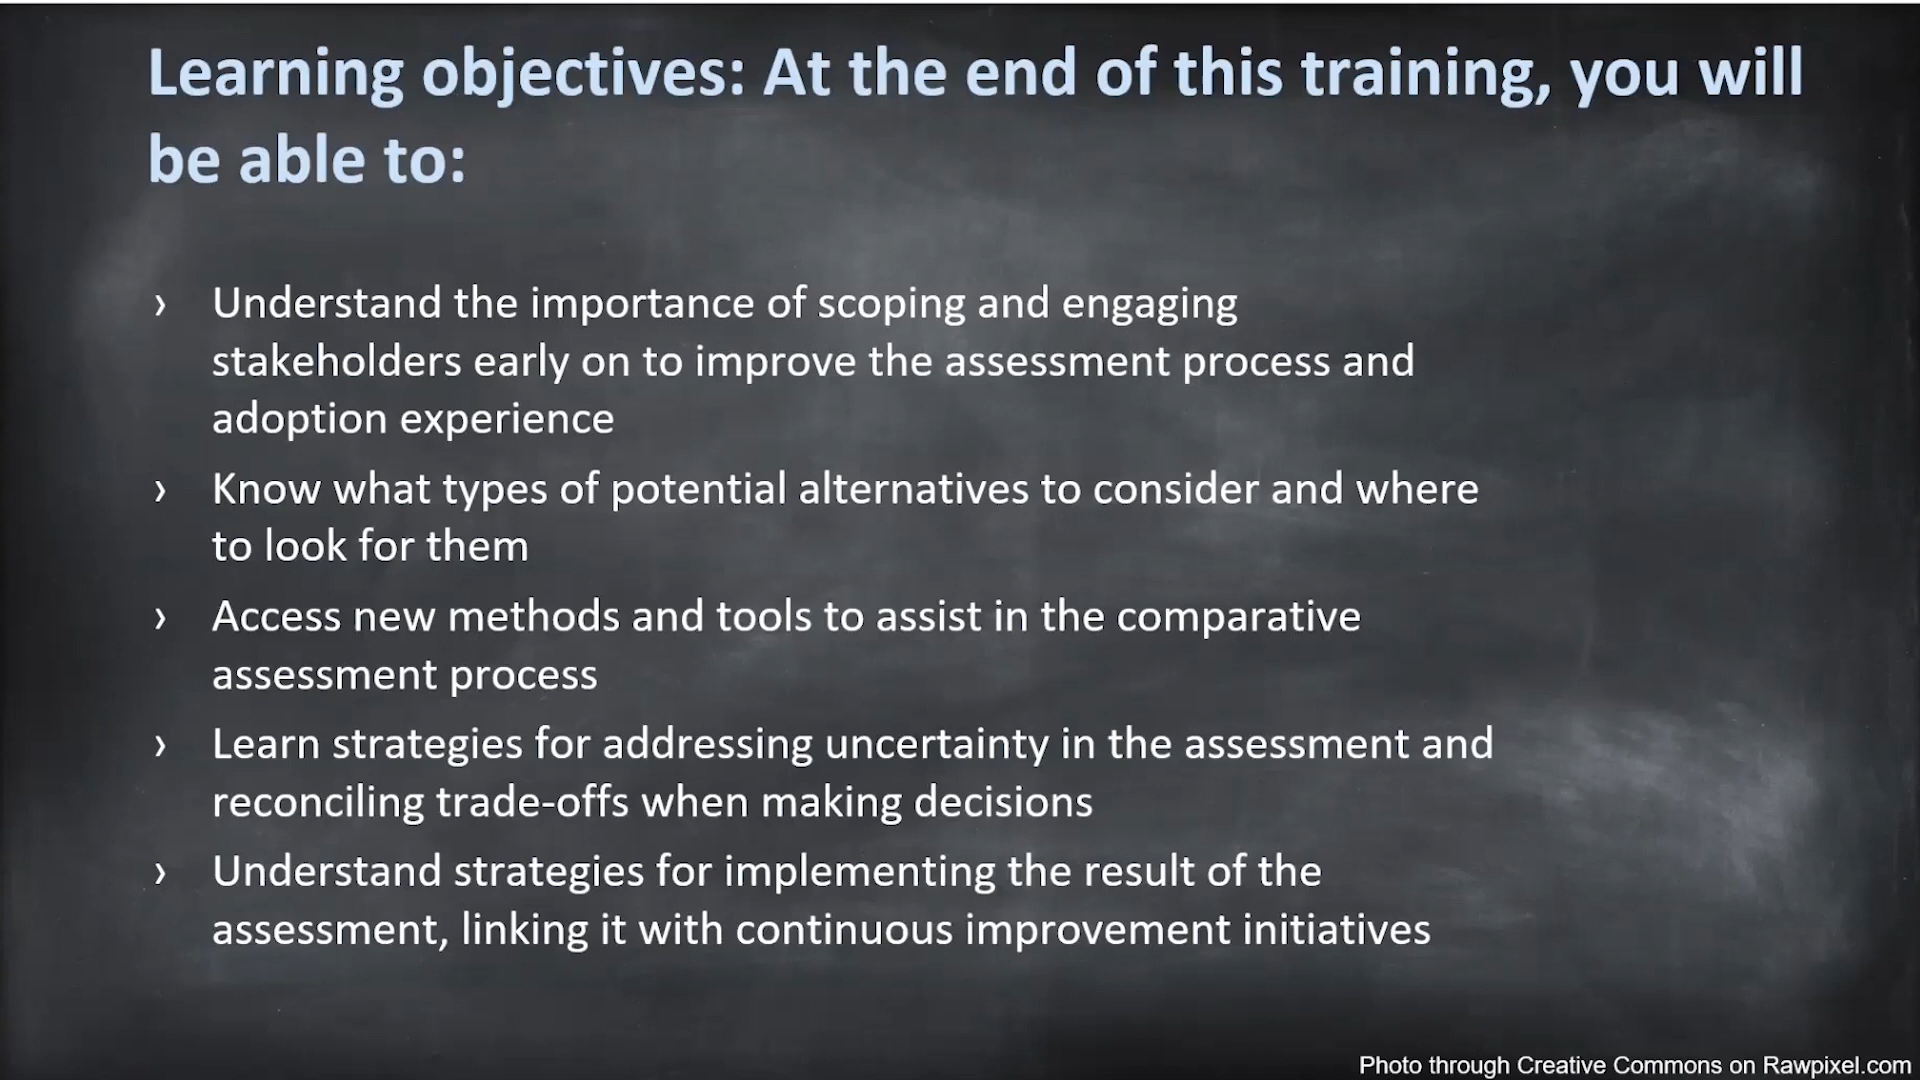 Learning objectives: At the end of this training, you will
be able to:
› Understand the importance of scoping and engaging
stakeholders early on to improve the assessment process and
adoption experience
› Know what types of potential alternatives to consider and where
to look for them
› Access new methods and tools to assist in the comparative
assessment process
› Learn strategies for addressing uncertainty in the assessment and
reconciling trade-offs when making decisions
› Understand strategies for implementing the result of the
assessment, linking it with continuous improvement initiatives
Photo through Creative Commons on Rawpixel.com